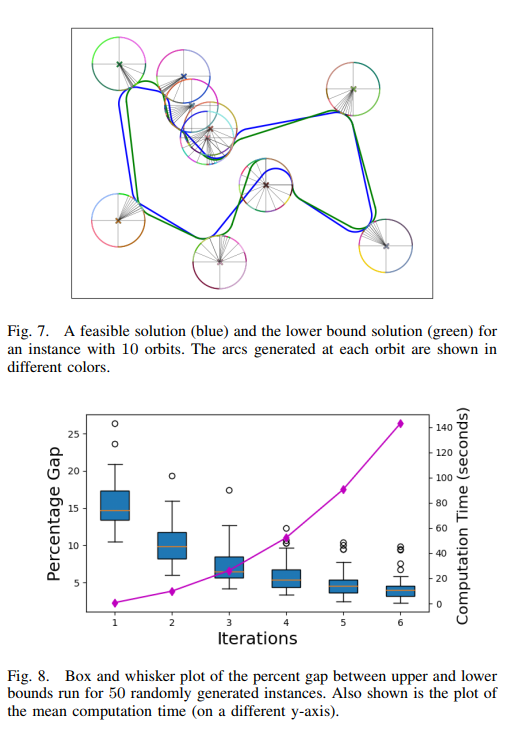 Fig. 7. A feasible solution (blue) and the lower bound solution (green) for
an instance with 10 orbits. The arcs generated at each orbit are shown in
different colors.
Percentage Gap
25
20
15
10
5
1 2 3 4 5 6
Iterations
140
120
100
80
60
40
20
0
Computation Time (seconds)
Fig. 8. Box and whisker plot of the percent gap between upper and lower
bounds run for 50 randomly generated instances. Also shown is the plot of
the mean computation time (on a different y-axis).